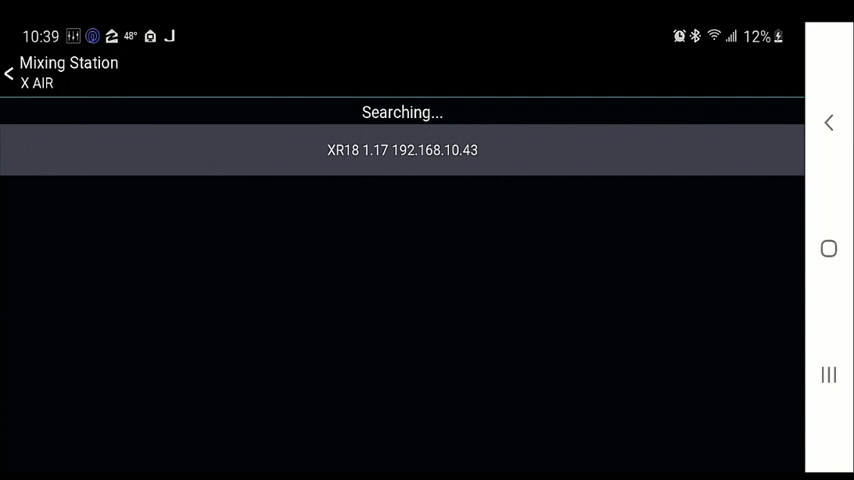 10:39 48° 12%
Mixing Station
X AIR
Searching...
XR18 1.17 192.168.10.43